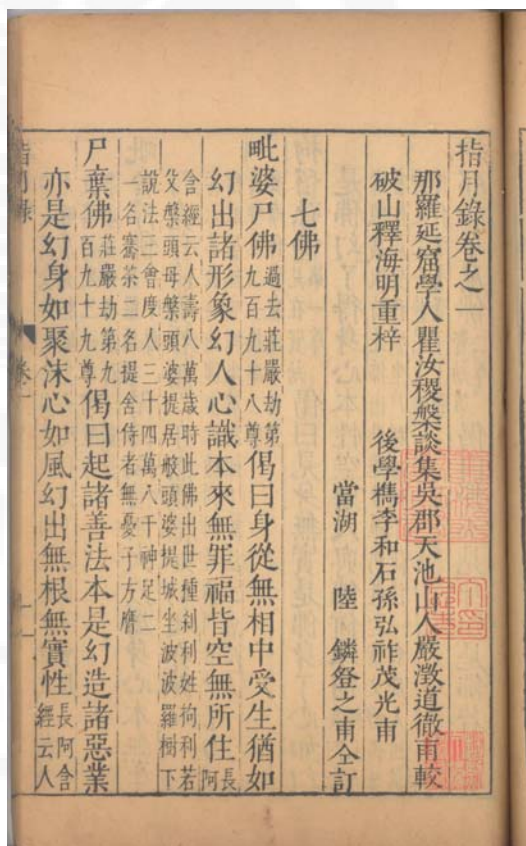 指月錄卷之一
那羅延窟學人瞿汝稷槃談集吳郡天池山人嚴澂道徹甫較
破山釋海明重梓
後學檇李和石孫弘祚茂光甫
當湖 陸 鏻登之甫仝訂
七佛
毗婆尸佛過去莊嚴劫第九百九十八尊偈曰身從無相中受生猶如
幻出諸形象幻人心識本來無罪福皆空無所住長阿
含經云人壽八萬歲時此佛出世種剎利姓拘利若
父槃頭母槃頭婆提居般頭婆提城坐波波羅樹下
說法三會度人三十四萬八千神足二
一名騫茶二名提舍侍者無憂子方膺
尸棄佛莊嚴劫第九百九十九尊偈曰起諸善法本是幻造諸惡業
亦是幻身如聚沫心如風幻出無根無實性長阿含經云人
指月錄 卷一